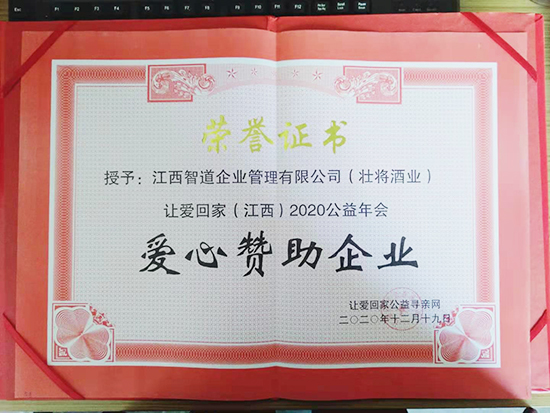 荣誉证书
授予：江西智道企业管理有限公司（壮将酒业）
让爱回家（江西）2020公益年会
爱心赞助企业
让爱回家公益寻亲网
二〇二〇年十二月十九日